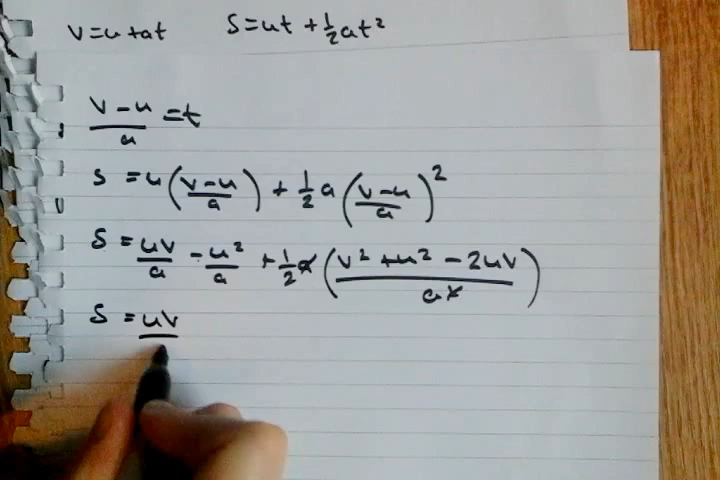 v=u+at s=ut+½at²
(v-u)/a =t
s =u((v-u)/a) + ½a((v-u)/a)²
s = uv/a - u²/a + ½a((v²+u²-2uv)/a²)
s = uv